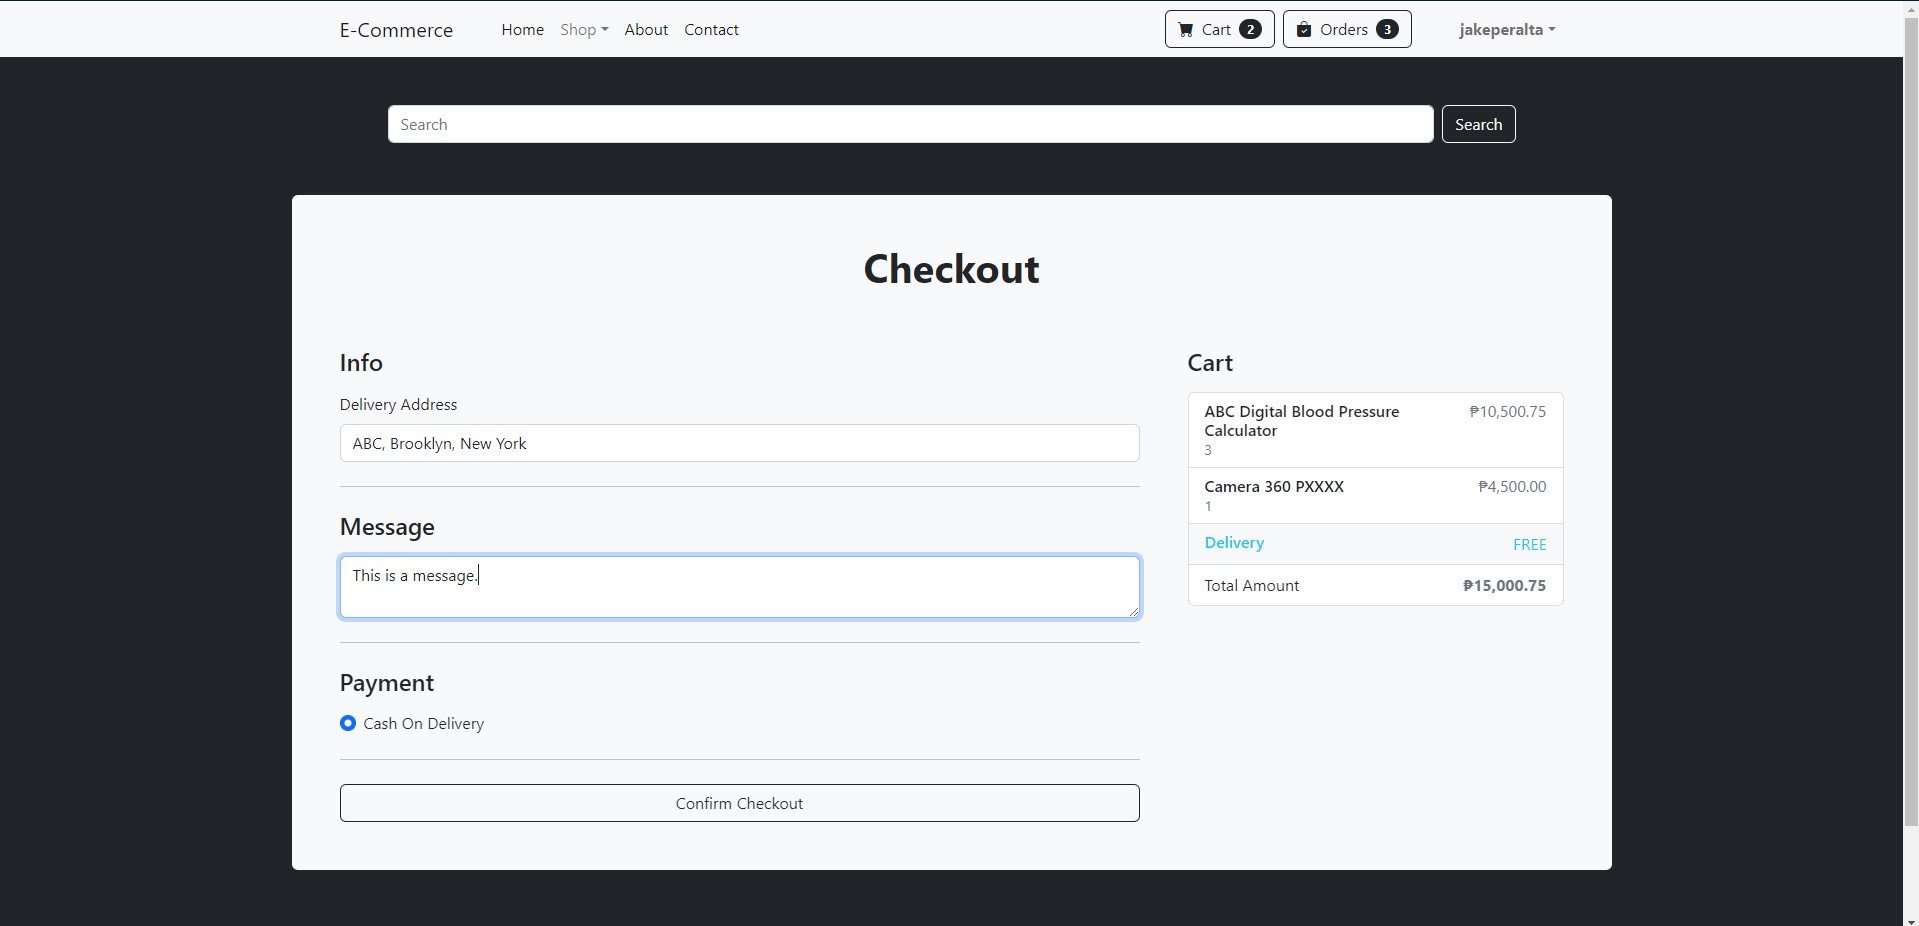 E-Commerce Home Shop About Contact Cart 2 Orders 3 jakeperalta
Search Search
Checkout
Info
Delivery Address
ABC, Brooklyn, New York
Message
This is a message.
Payment
Cash On Delivery
Confirm Checkout
Cart
ABC Digital Blood Pressure ₱10,500.75
Calculator
3
Camera 360 PXXXX ₱4,500.00
1
Delivery FREE
Total Amount ₱15,000.75